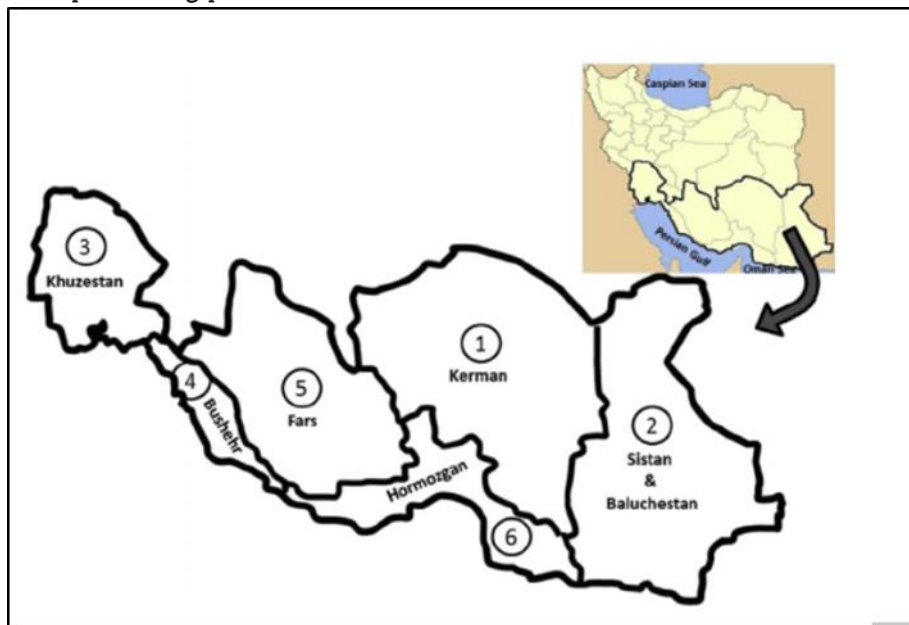 Caspian Sea
Persian Gulf
Oman Sea
3
Khuzestan
1
Kerman
4
Bushehr
5
Fars
2
Sistan
&
Baluchestan
Hormozgan
6